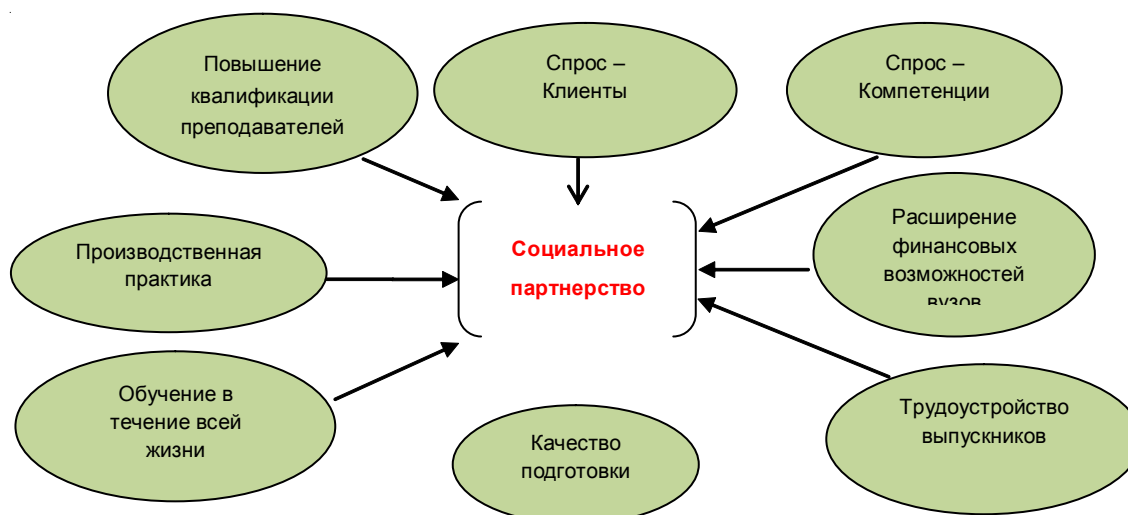 Повышение
квалификации
преподавателей
Спрос –
Клиенты
Спрос –
Компетенции
Производственная
практика
Социальное
партнерство
Расширение
финансовых
возможностей
вузов
Обучение в
течение всей
жизни
Качество
подготовки
Трудоустройство
выпускников